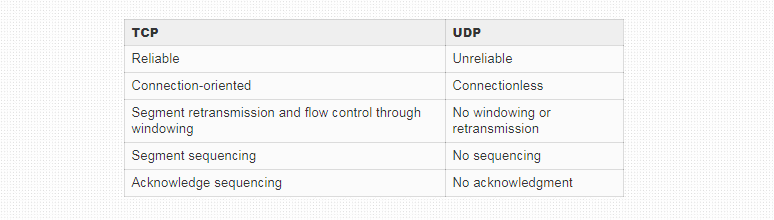 TCP UDP
Reliable Unreliable
Connection-oriented Connectionless
Segment retransmission and flow control through No windowing or
windowing retransmission
Segment sequencing No sequencing
Acknowledge sequencing No acknowledgment